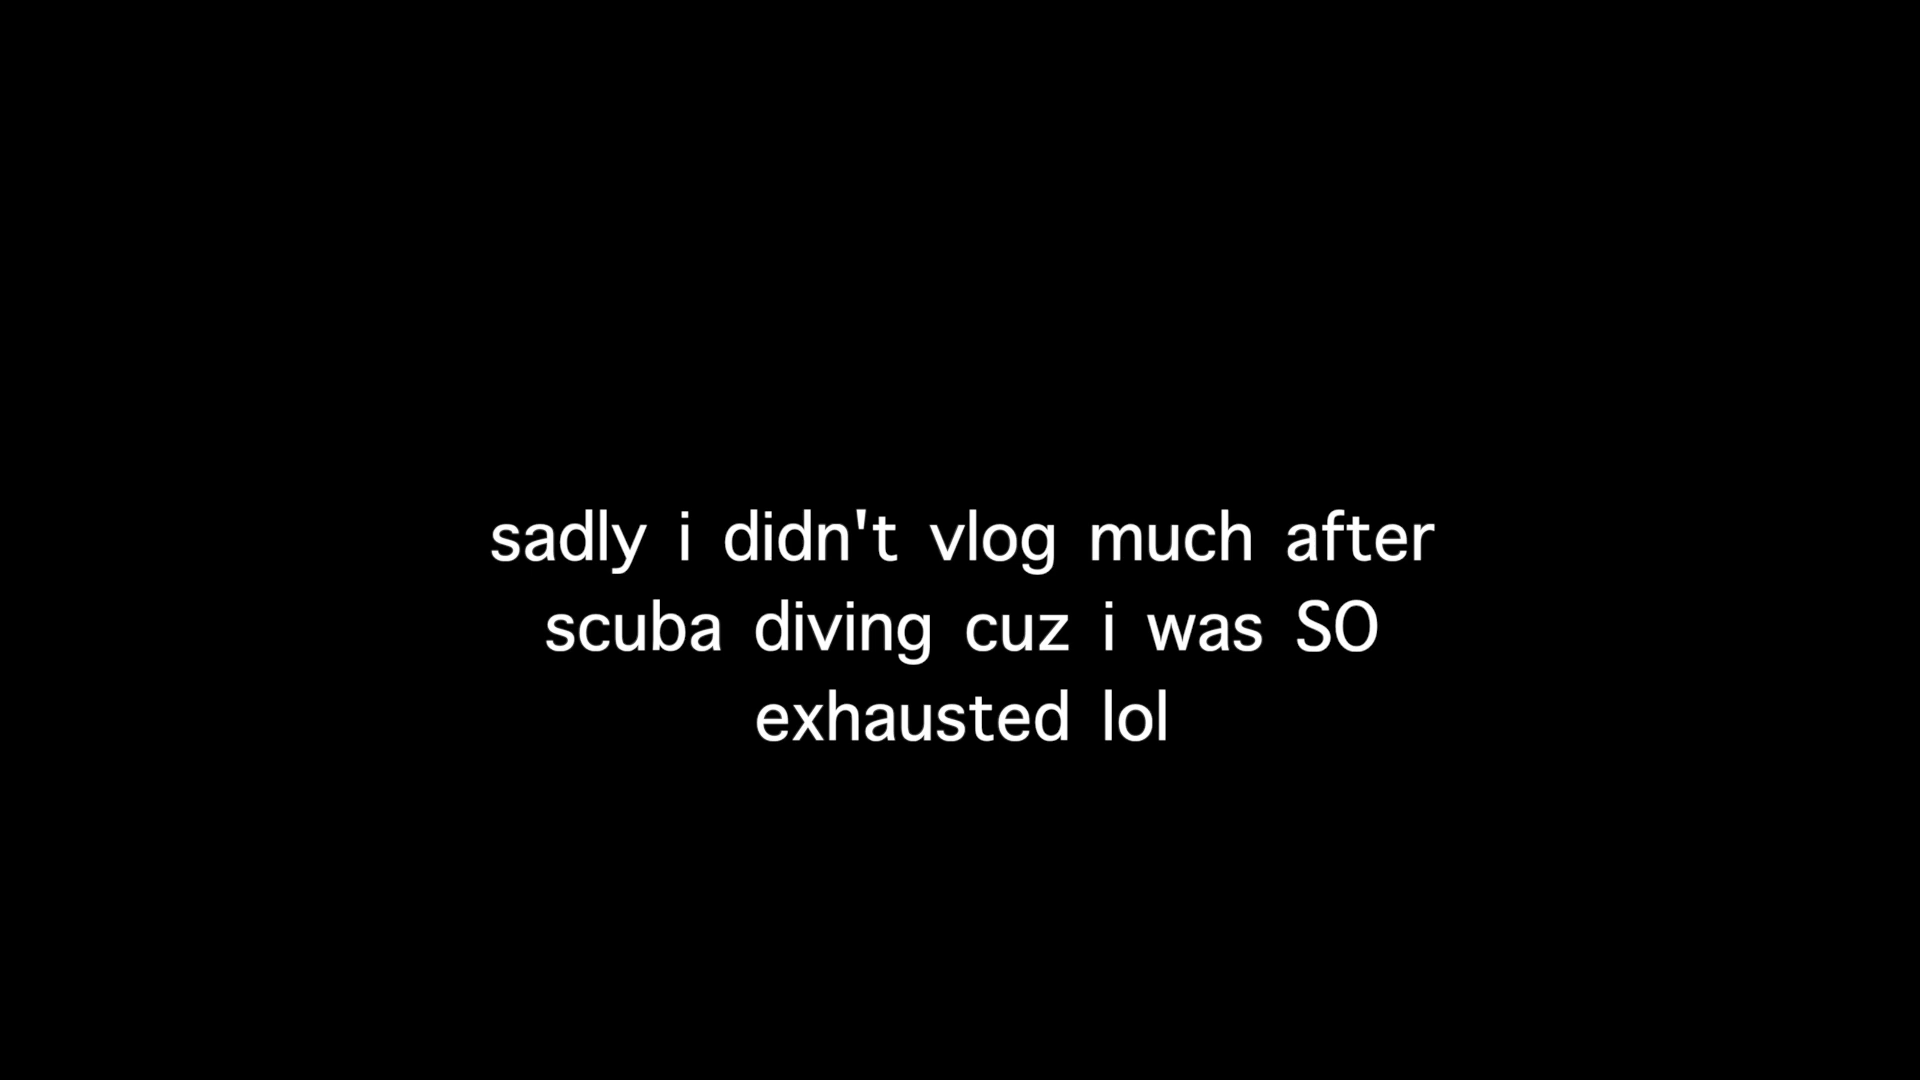 sadly i didn't vlog much after
scuba diving cuz i was SO
exhausted lol